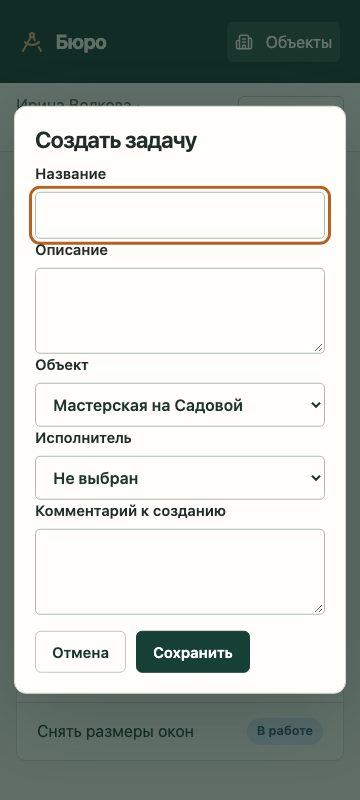 Бюро
Объекты
Ирина Волкова
Создать задачу
Название
Описание
Объект
Мастерская на Садовой
Исполнитель
Не выбран
Комментарий к созданию
Отмена
Сохранить
Снять размеры окон
В работе